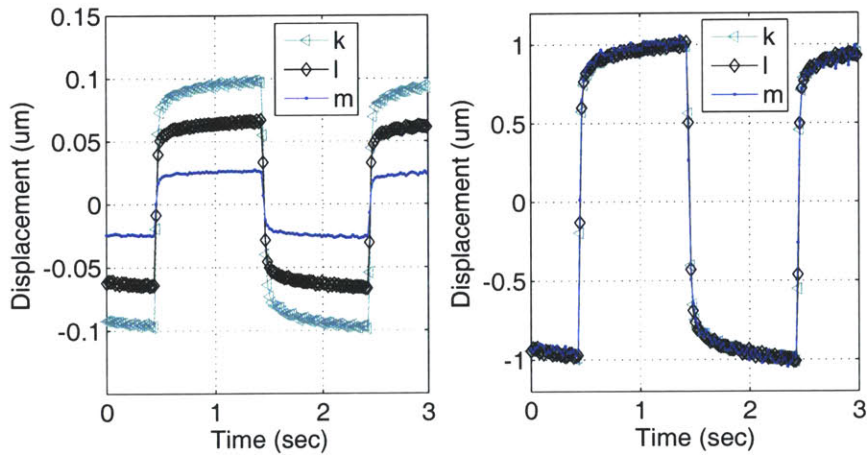 0.15
0.1
0.05
0
-0.05
-0.1
Displacement (um)
k
l
m
0
1
2
3
Time (sec)
1
0.5
0
-0.5
-1
Displacement (um)
k
l
m
0
1
2
3
Time (sec)